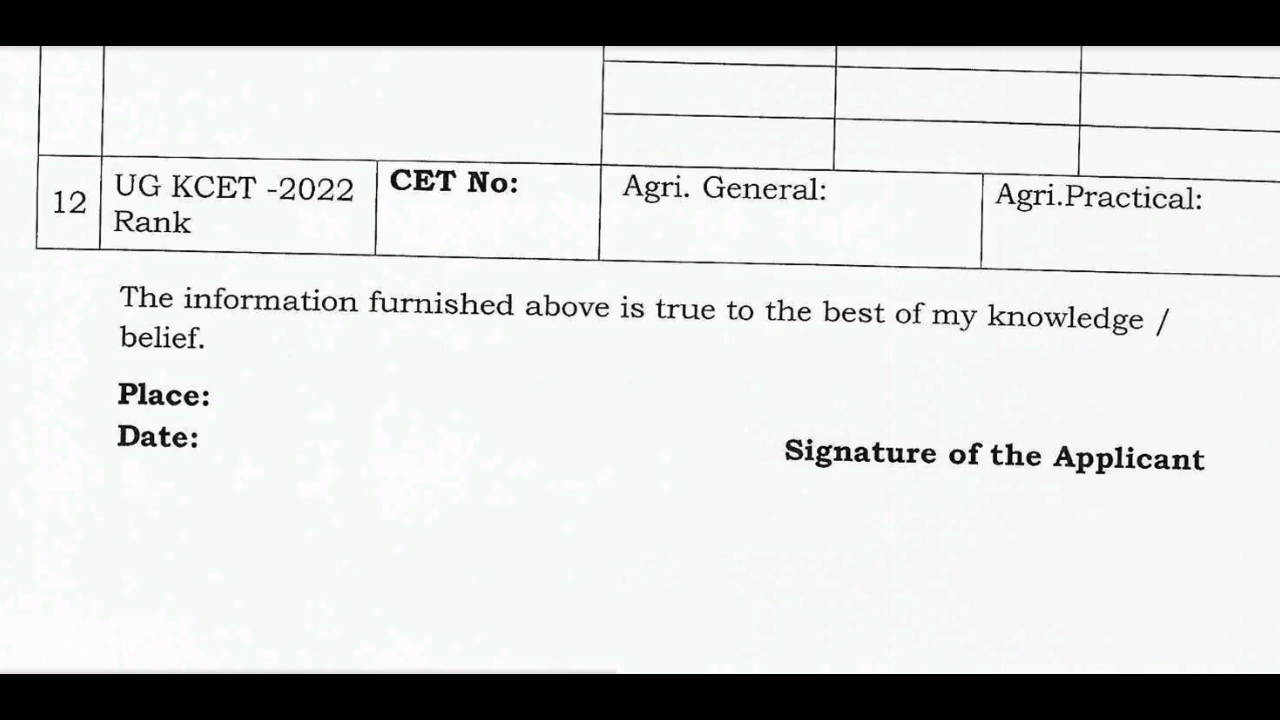 12
UG KCET -2022
Rank
CET No:
Agri. General:
Agri.Practical:
The information furnished above is true to the best of my knowledge /
belief.
Place:
Date:
Signature of the Applicant